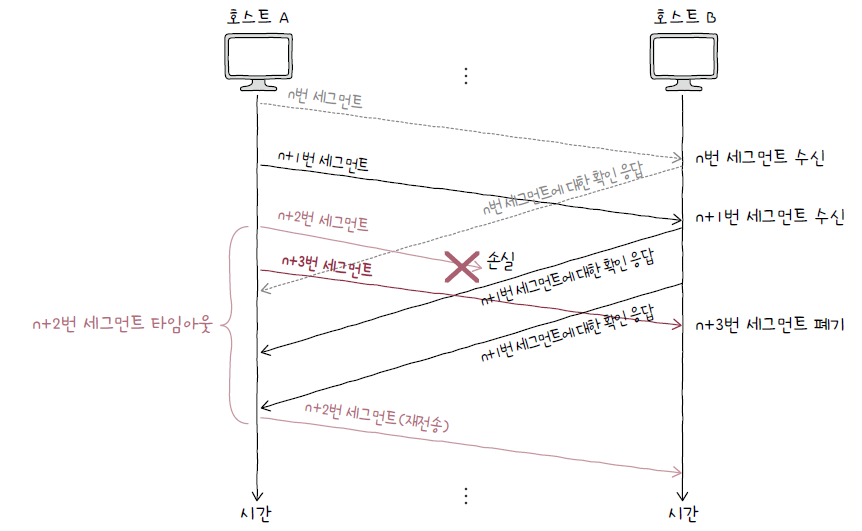 호스트 A
호스트 B
n번 세그먼트
n번 세그먼트 수신
n+1번 세그먼트
n번 세그먼트에 대한 확인 응답
n+1번 세그먼트 수신
n+2번 세그먼트
손실
n+3번 세그먼트
n+1번 세그먼트에 대한 확인 응답
n+2번 세그먼트 타임아웃
n+3번 세그먼트 폐기
n+1번 세그먼트에 대한 확인 응답
n+2번 세그먼트(재전송)
시간
시간